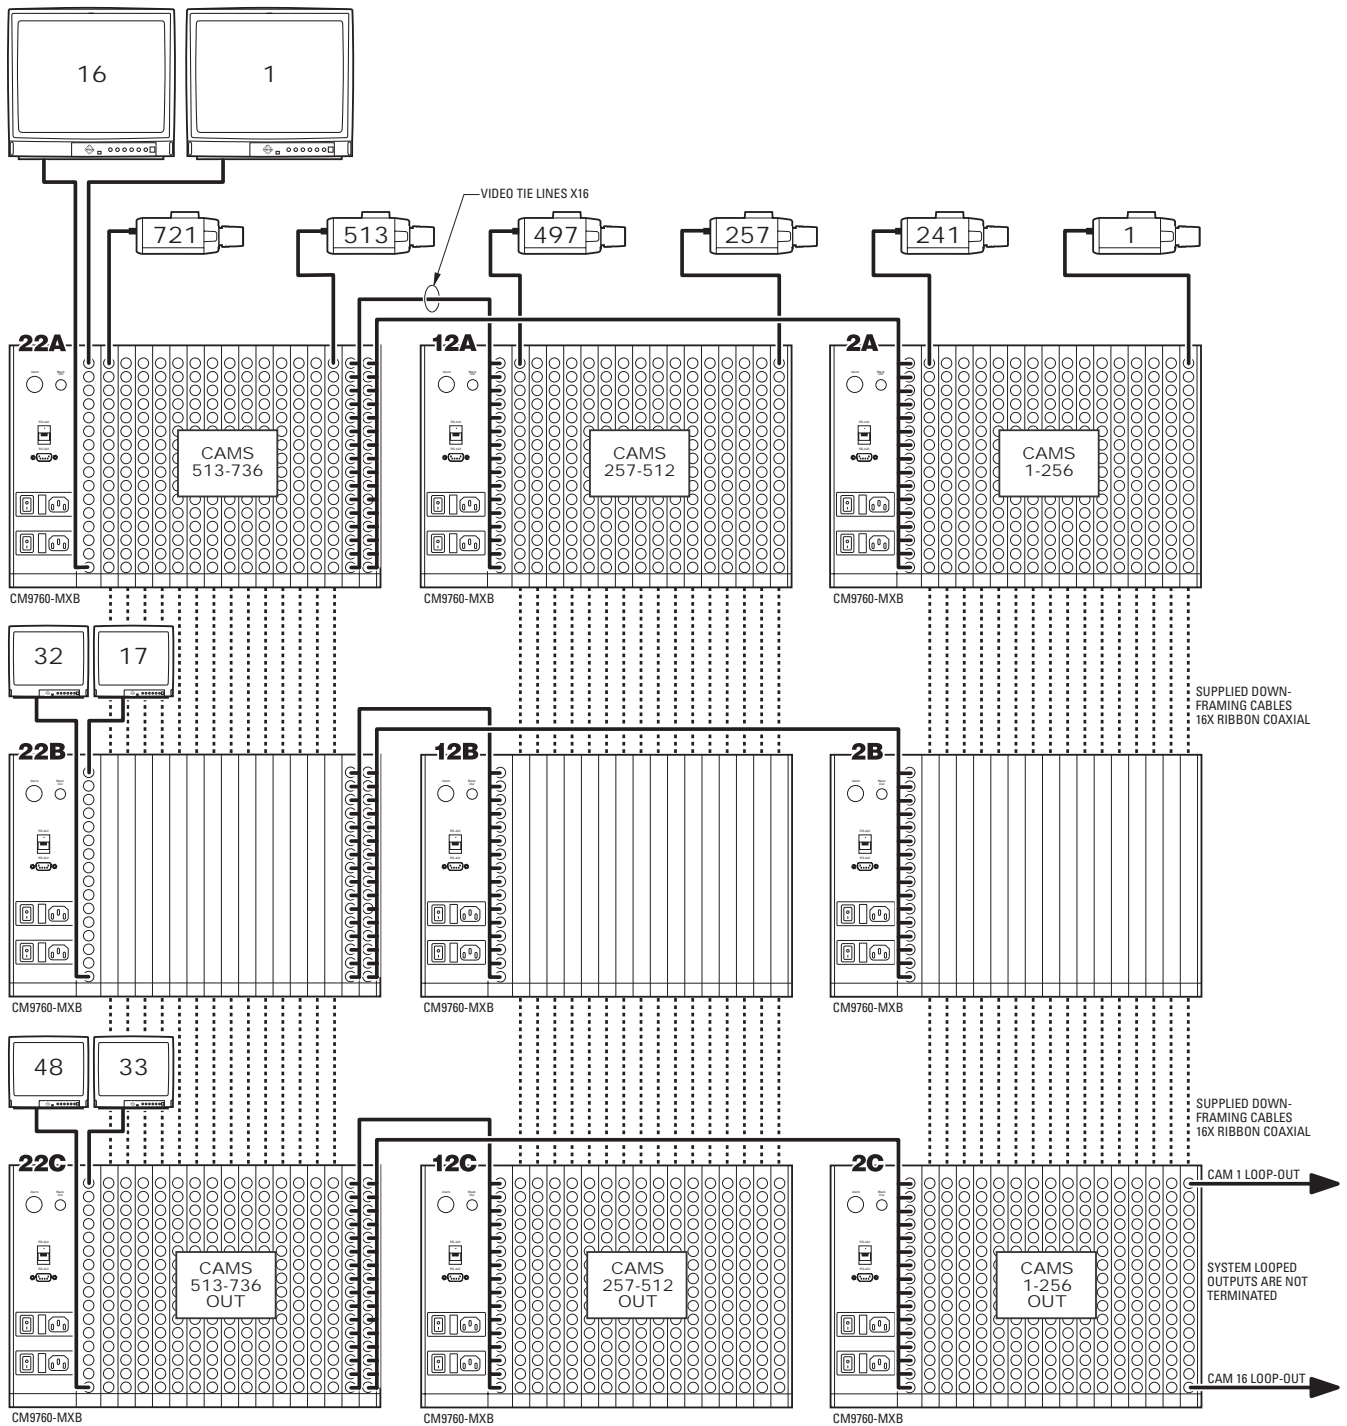 16
1
VIDEO TIE LINES X16
721
513
497
257
241
1
22A
12A
2A
CAMS
513-736
CAMS
257-512
CAMS
1-256
CM9760-MXB
CM9760-MXB
CM9760-MXB
32
17
SUPPLIED DOWN-
FRAMING CABLES
16X RIBBON COAXIAL
22B
12B
2B
CM9760-MXB
CM9760-MXB
CM9760-MXB
48
33
SUPPLIED DOWN-
FRAMING CABLES
16X RIBBON COAXIAL
22C
12C
2C
CAM 1 LOOP-OUT
CAMS
513-736
OUT
CAMS
257-512
OUT
CAMS
1-256
OUT
SYSTEM LOOPED
OUTPUTS ARE NOT
TERMINATED
CAM 16 LOOP-OUT
CM9760-MXB
CM9760-MXB
CM9760-MXB